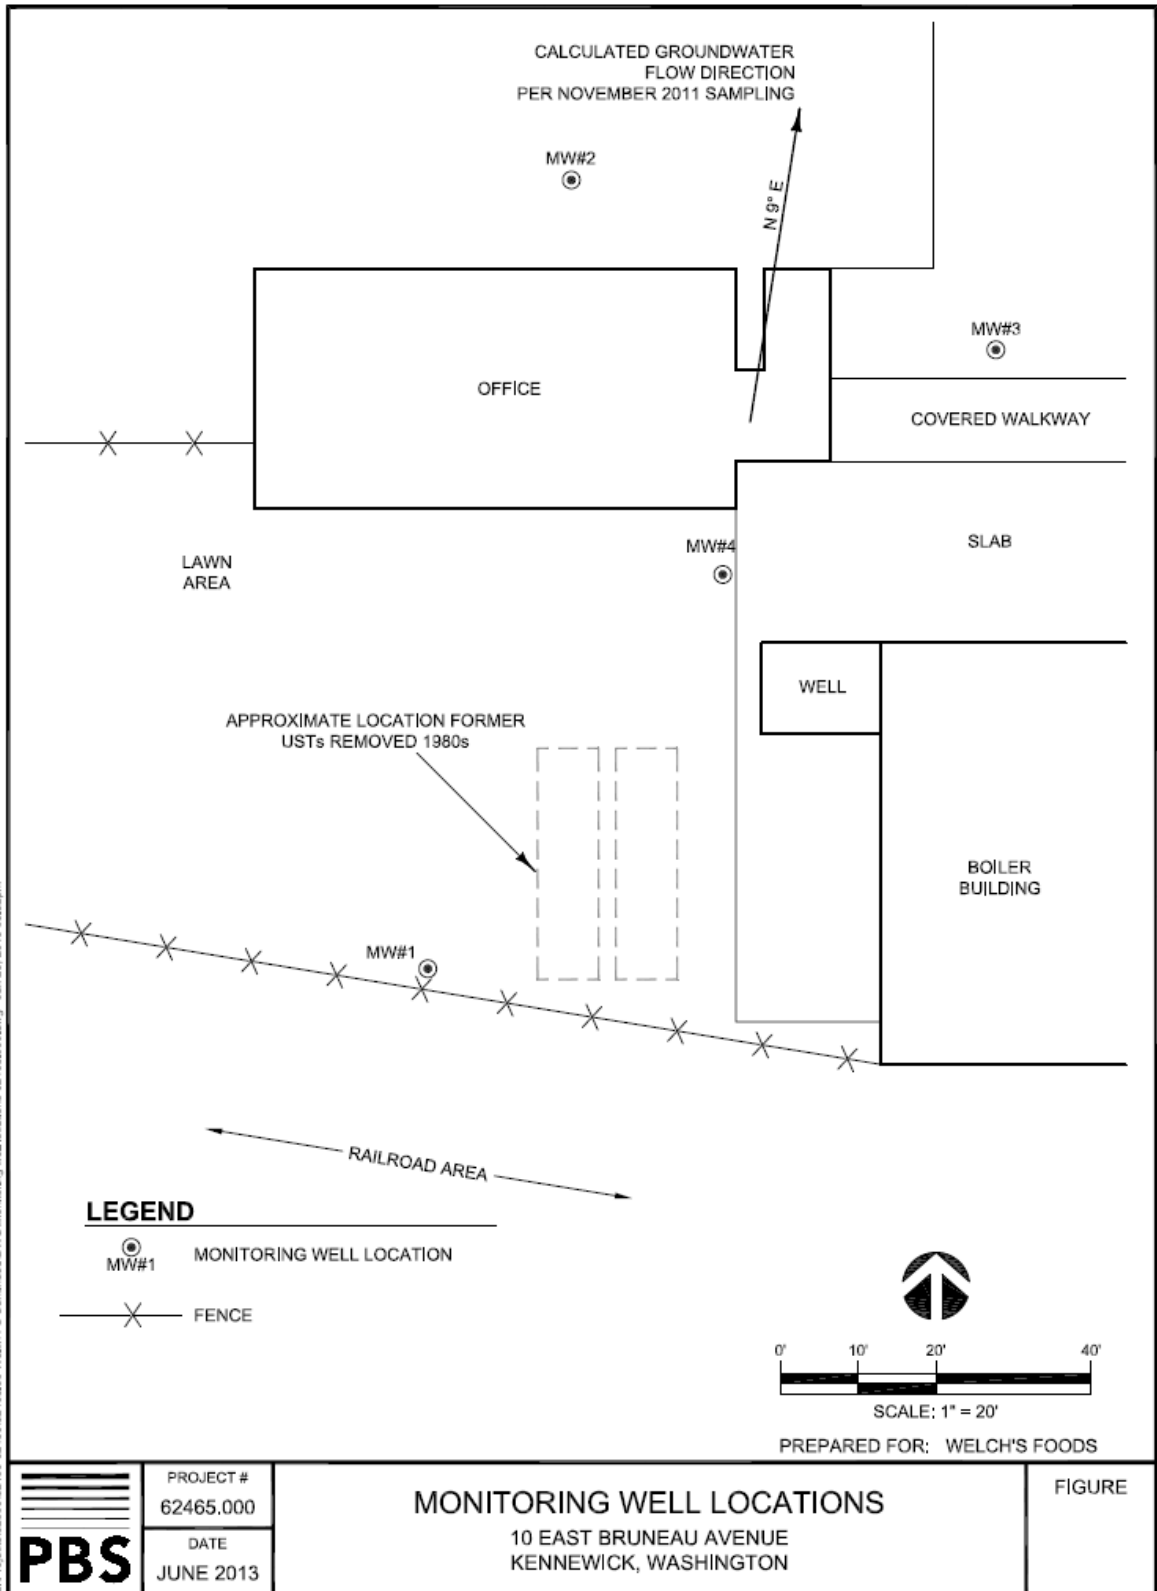 CALCULATED GROUNDWATER
FLOW DIRECTION
PER NOVEMBER 2011 SAMPLING
MW#2
N 9° E
MW#3
OFFICE
COVERED WALKWAY
MW#4
SLAB
LAWN
AREA
WELL
APPROXIMATE LOCATION FORMER
USTs REMOVED 1980s
BOILER
BUILDING
MW#1
RAILROAD AREA
LEGEND
MW#1
MONITORING WELL LOCATION
FENCE
0' 10' 20' 40'
SCALE: 1" = 20'
PREPARED FOR: WELCH'S FOODS
PBS
PROJECT #
62465.000
DATE
JUNE 2013
MONITORING WELL LOCATIONS
10 EAST BRUNEAU AVENUE
KENNEWICK, WASHINGTON
FIGURE